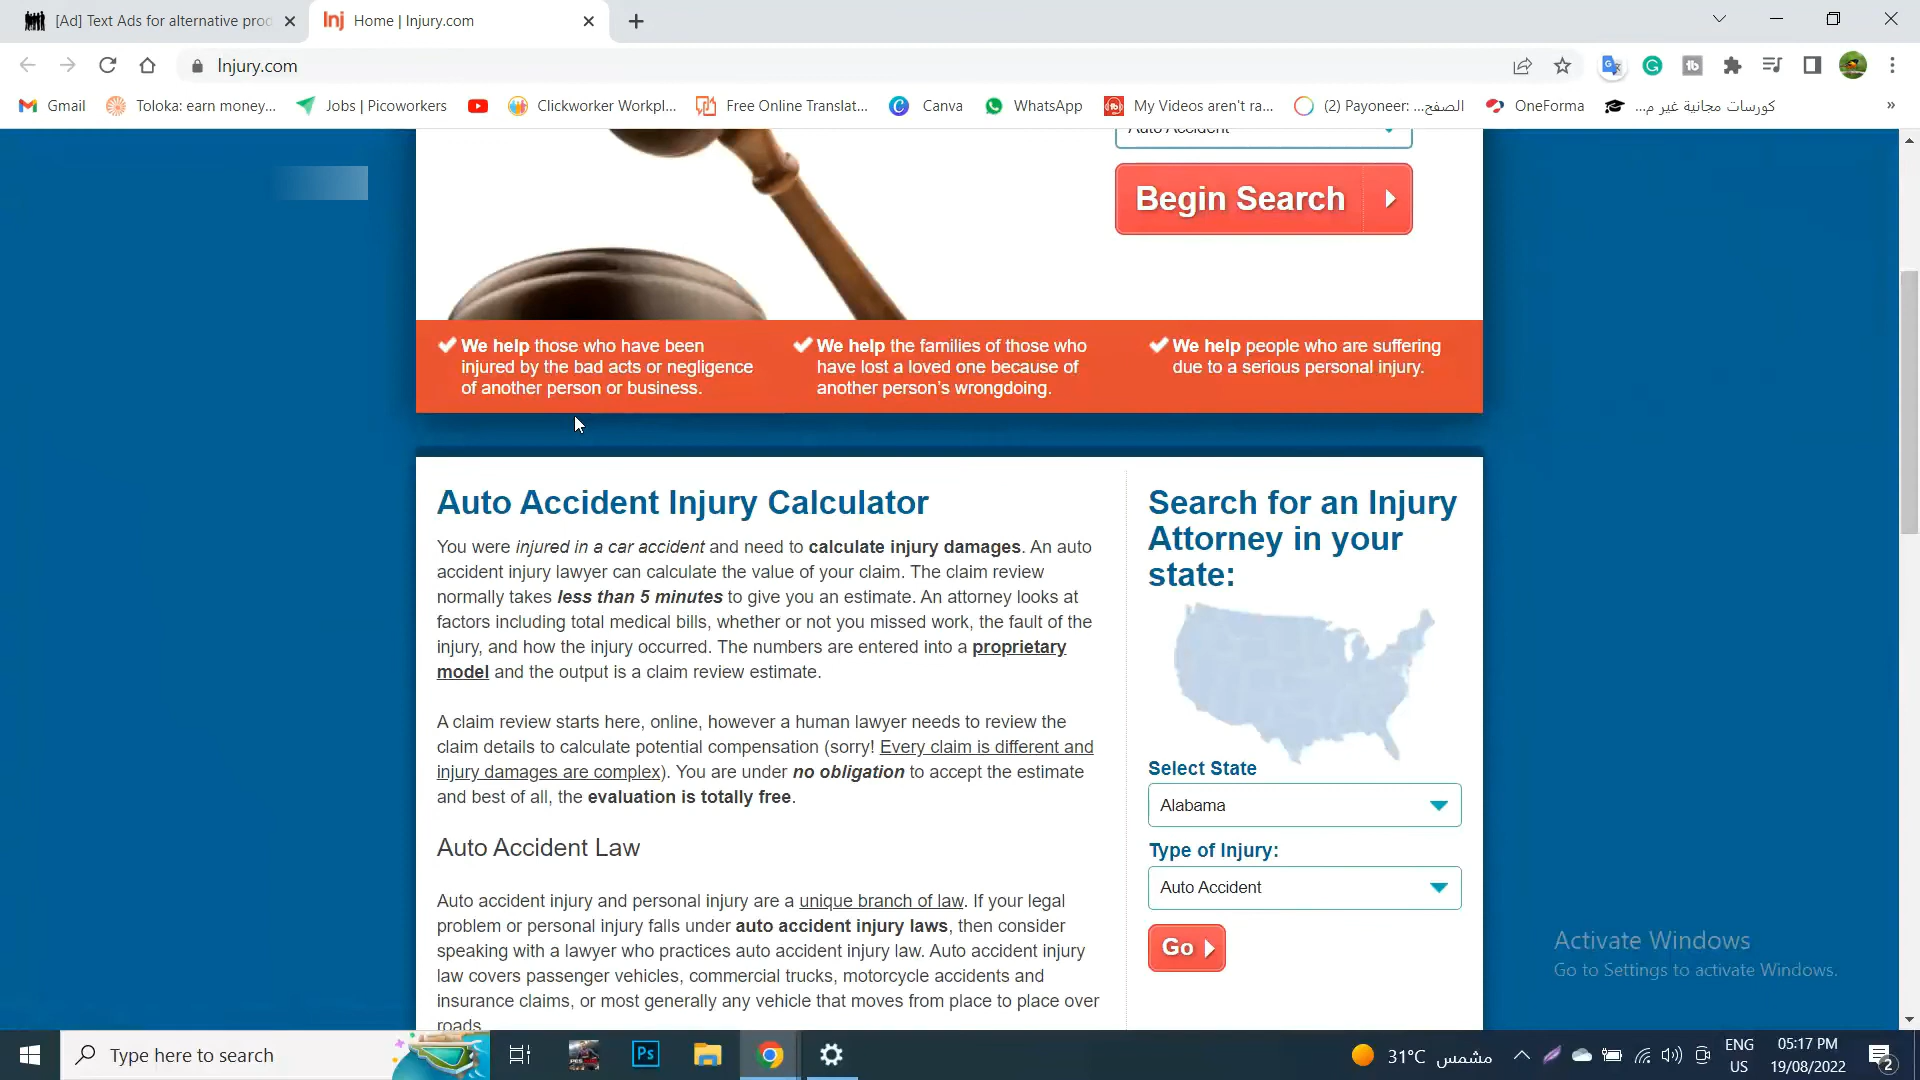 [Ad] Text Ads for alternative prod
Inj Home | Injury.com
Injury.com
Gmail
Toloka: earn money...
Jobs | Picoworkers
Clickworker Workpl...
Free Online Translat...
Canva
WhatsApp
My Videos aren't ra...
(2) Payoneer: ...الصفح
OneForma
كورسات مجانية غير م...
»
Auto Accident
Begin Search
We help those who have been
injured by the bad acts or negligence
of another person or business.
We help the families of those who
have lost a loved one because of
another person's wrongdoing.
We help people who are suffering
due to a serious personal injury.
Auto Accident Injury Calculator
You were injured in a car accident and need to calculate injury damages. An auto
accident injury lawyer can calculate the value of your claim. The claim review
normally takes less than 5 minutes to give you an estimate. An attorney looks at
factors including total medical bills, whether or not you missed work, the fault of the
injury, and how the injury occurred. The numbers are entered into a proprietary
model and the output is a claim review estimate.
A claim review starts here, online, however a human lawyer needs to review the
claim details to calculate potential compensation (sorry! Every claim is different and
injury damages are complex). You are under no obligation to accept the estimate
and best of all, the evaluation is totally free.
Auto Accident Law
Auto accident injury and personal injury are a unique branch of law. If your legal
problem or personal injury falls under auto accident injury laws, then consider
speaking with a lawyer who practices auto accident injury law. Auto accident injury
law covers passenger vehicles, commercial trucks, motorcycle accidents and
insurance claims, or most generally any vehicle that moves from place to place over
roads.
Search for an Injury
Attorney in your
state:
Select State
Alabama
Type of Injury:
Auto Accident
Go
Activate Windows
Go to Settings to activate Windows.
Type here to search
Ps
31°C مشمس
ENG
US
05:17 PM
19/08/2022
2